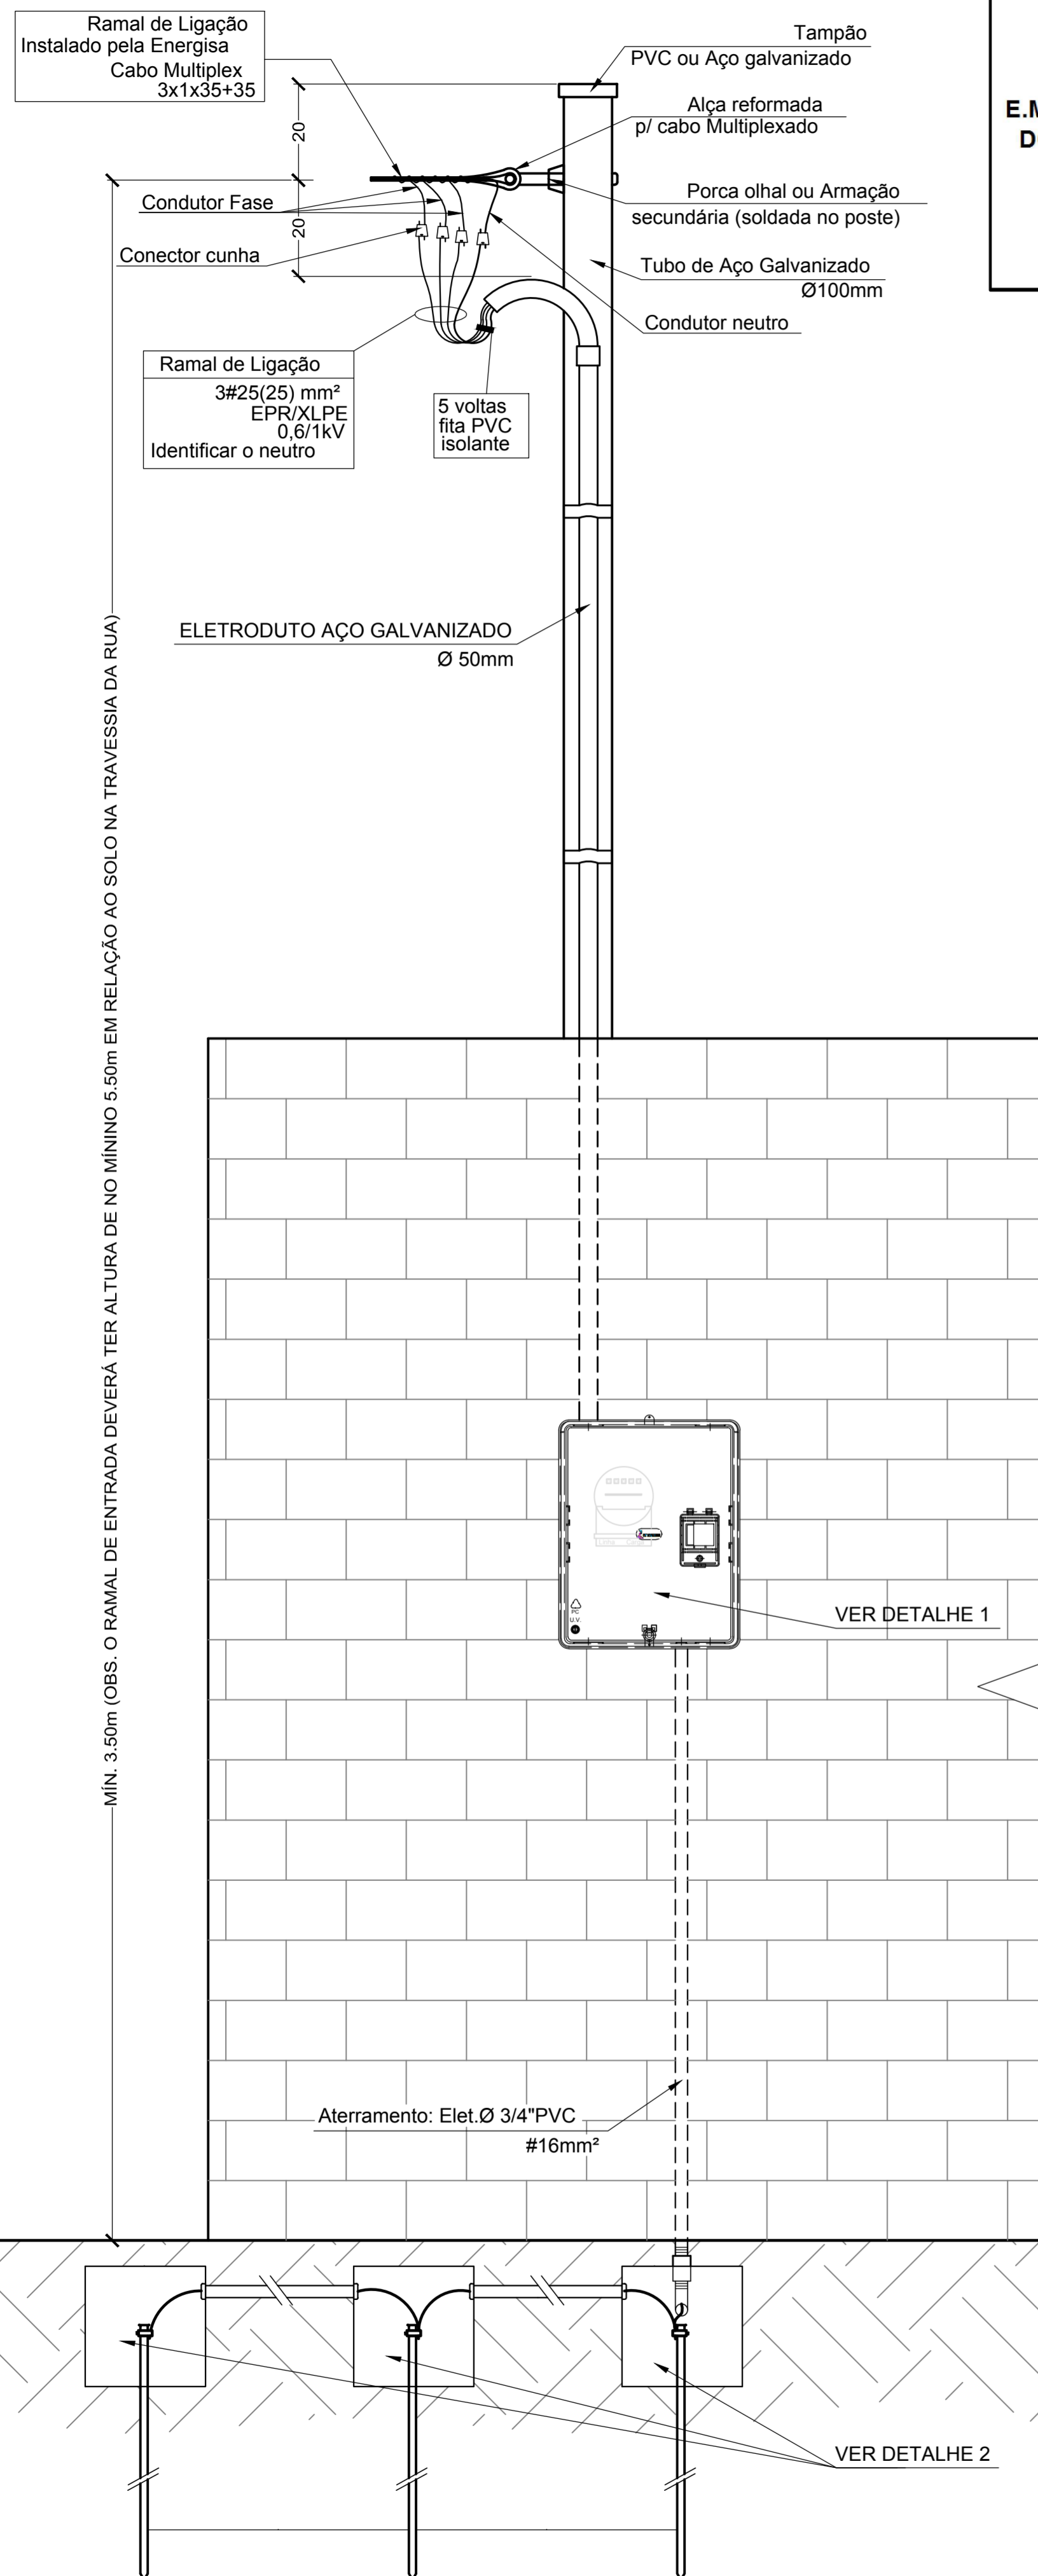 Ramal de Ligação
Instalado pela Energisa
Cabo Multiplex
3x1x35+35
Tampão
PVC ou Aço galvanizado
20
Alça reformada
p/ cabo Multiplexado
E.M
Porca olhal ou Armação
secundária (soldada no poste)
Condutor Fase
20
Conector cunha
Tubo de Aço Galvanizado
Ø100mm
Condutor neutro
Ramal de Ligação
3#25(25) mm²
EPR/XLPE
0,6/1kV
Identificar o neutro
5 voltas
fita PVC
isolante
ELETRODUTO AÇO GALVANIZADO
Ø 50mm
MÍN. 3.50m (OBS. O RAMAL DE ENTRADA DEVERÁ TER ALTURA DE NO MÍNINO 5.50m EM RELAÇÃO AO SOLO NA TRAVESSIA DA RUA)
Linha Carga
PC
U.V.
VER DETALHE 1
Aterramento: Elet.Ø 3/4"PVC
#16mm²
VER DETALHE 2